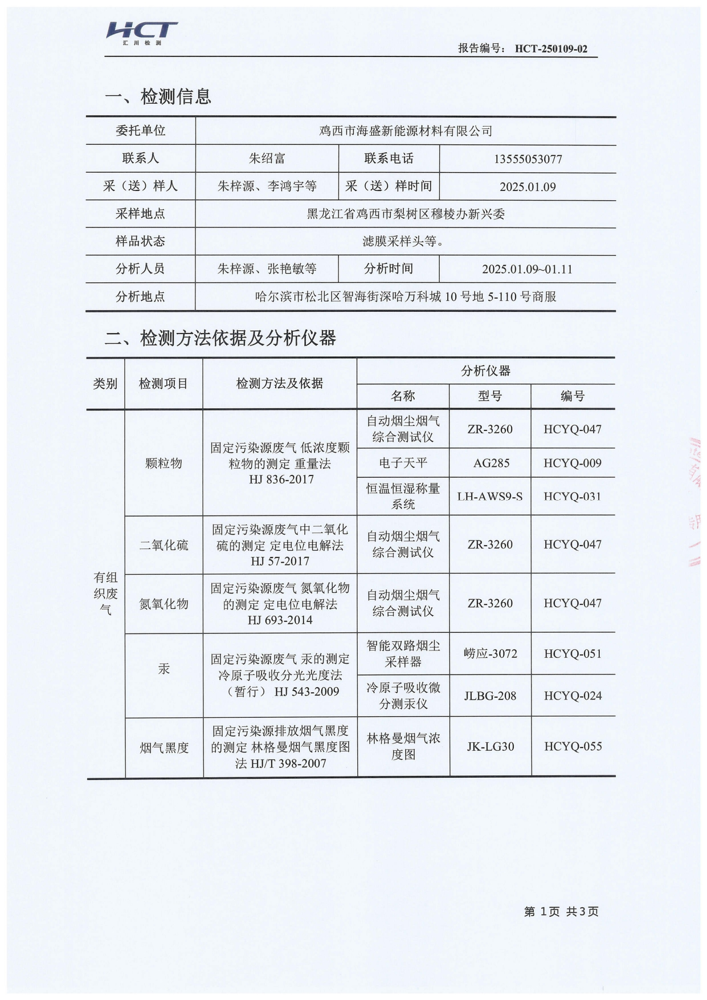 HCT
汇川检测
报告编号： HCT-250109-02
一、检测信息
委托单位 鸡西市海盛新能源材料有限公司
联系人 朱绍富 联系电话 13555053077
采（送）样人 朱梓源、李鸿宇等 采（送）样时间 2025.01.09
采样地点 黑龙江省鸡西市梨树区穆棱办新兴委
样品状态 滤膜采样头等。
分析人员 朱梓源、张艳敏等 分析时间 2025.01.09~01.11
分析地点 哈尔滨市松北区智海街深哈万科城 10 号地 5-110 号商服
二、检测方法依据及分析仪器
类别 检测项目 检测方法及依据 分析仪器
名称 型号 编号
有组
织废
气
颗粒物
固定污染源废气 低浓度颗
粒物的测定 重量法
HJ 836-2017
自动烟尘烟气
综合测试仪
ZR-3260 HCYQ-047
电子天平 AG285 HCYQ-009
恒温恒湿称量
系统
LH-AWS9-S HCYQ-031
二氧化硫
固定污染源废气中二氧化
硫的测定 定电位电解法
HJ 57-2017
自动烟尘烟气
综合测试仪
ZR-3260 HCYQ-047
氮氧化物
固定污染源废气 氮氧化物
的测定 定电位电解法
HJ 693-2014
自动烟尘烟气
综合测试仪
ZR-3260 HCYQ-047
汞
固定污染源废气 汞的测定
冷原子吸收分光光度法
（暂行） HJ 543-2009
智能双路烟尘
采样器
崂应-3072 HCYQ-051
冷原子吸收微
分测汞仪
JLBG-208 HCYQ-024
烟气黑度
固定污染源排放烟气黑度
的测定 林格曼烟气黑度图
法 HJ/T 398-2007
林格曼烟气浓
度图
JK-LG30 HCYQ-055
第 1页 共3页